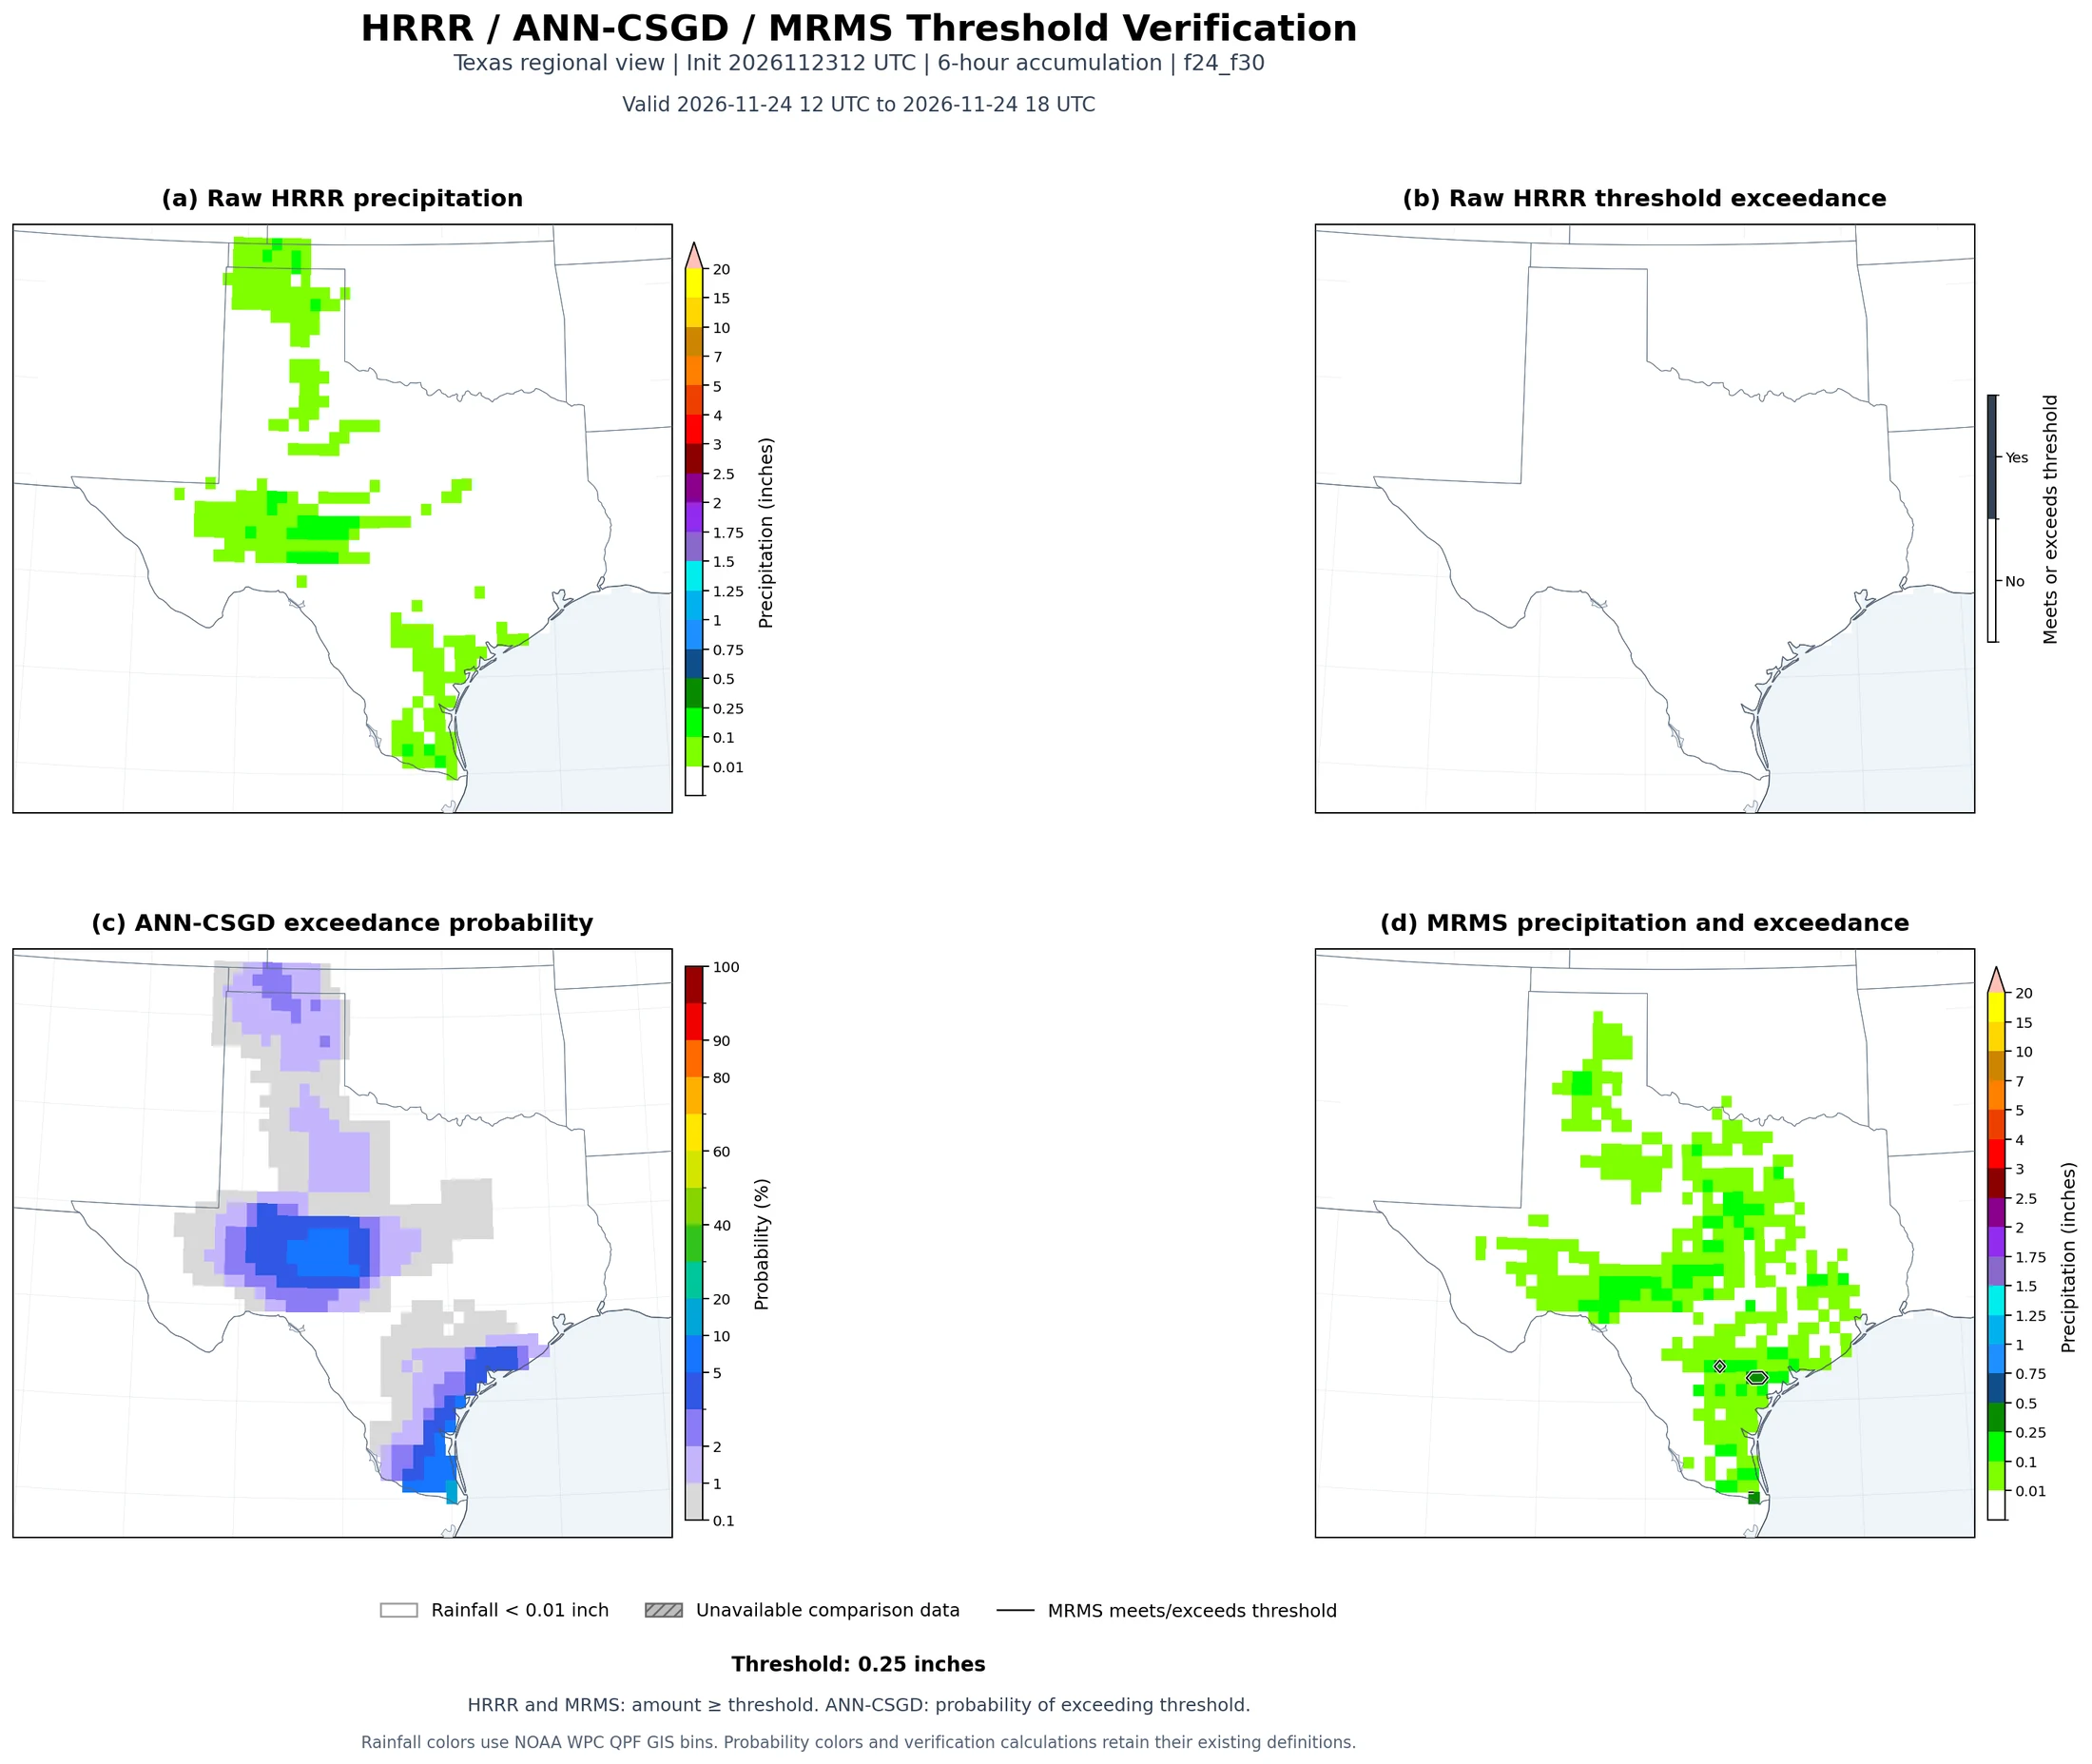 HRRR / ANN-CSGD / MRMS Threshold Verification
Texas regional view | Init 2026112312 UTC | 6-hour accumulation | f24_f30
Valid 2026-11-24 12 UTC to 2026-11-24 18 UTC
(a) Raw HRRR precipitation
20
15
10
7
5
4
3
2.5
2
1.75
1.5
1.25
1
0.75
0.5
0.25
0.1
0.01
Precipitation (inches)
(b) Raw HRRR threshold exceedance
Yes
No
Meets or exceeds threshold
(c) ANN-CSGD exceedance probability
100
90
80
60
40
20
10
5
2
1
0.1
Probability (%)
(d) MRMS precipitation and exceedance
20
15
10
7
5
4
3
2.5
2
1.75
1.5
1.25
1
0.75
0.5
0.25
0.1
0.01
Precipitation (inches)
Rainfall < 0.01 inch
Unavailable comparison data
MRMS meets/exceeds threshold
Threshold: 0.25 inches
HRRR and MRMS: amount ≥ threshold. ANN-CSGD: probability of exceeding threshold.
Rainfall colors use NOAA WPC QPF GIS bins. Probability colors and verification calculations retain their existing definitions.